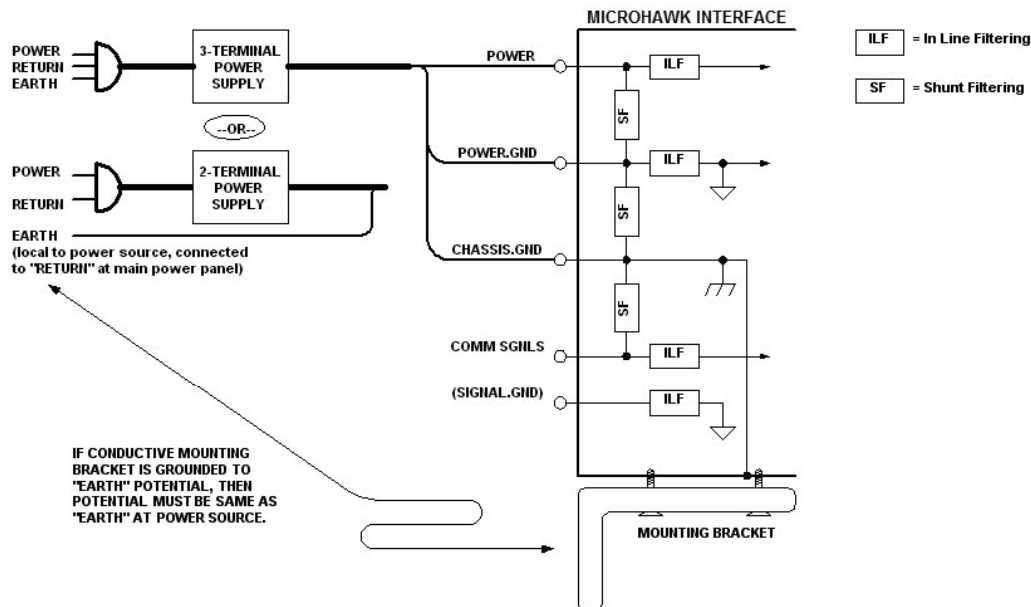 MICROHAWK INTERFACE
POWER
RETURN
EARTH
3-TERMINAL
POWER
SUPPLY
--OR--
POWER
RETURN
2-TERMINAL
POWER
SUPPLY
EARTH
(local to power source, connected
to "RETURN" at main power panel)
POWER
ILF
SF
POWER.GND
ILF
SF
CHASSIS.GND
SF
COMM SGNLS
ILF
(SIGNAL.GND)
ILF
ILF = In Line Filtering
SF = Shunt Filtering
IF CONDUCTIVE MOUNTING
BRACKET IS GROUNDED TO
"EARTH" POTENTIAL, THEN
POTENTIAL MUST BE SAME AS
"EARTH" AT POWER SOURCE.
MOUNTING BRACKET